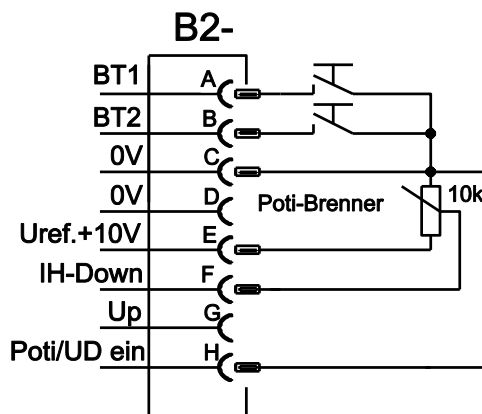 B2-
BT1 A
BT2 B
0V C
0V D
Poti-Brenner 10k
Uref.+10V E
IH-Down F
Up G
Poti/UD ein H